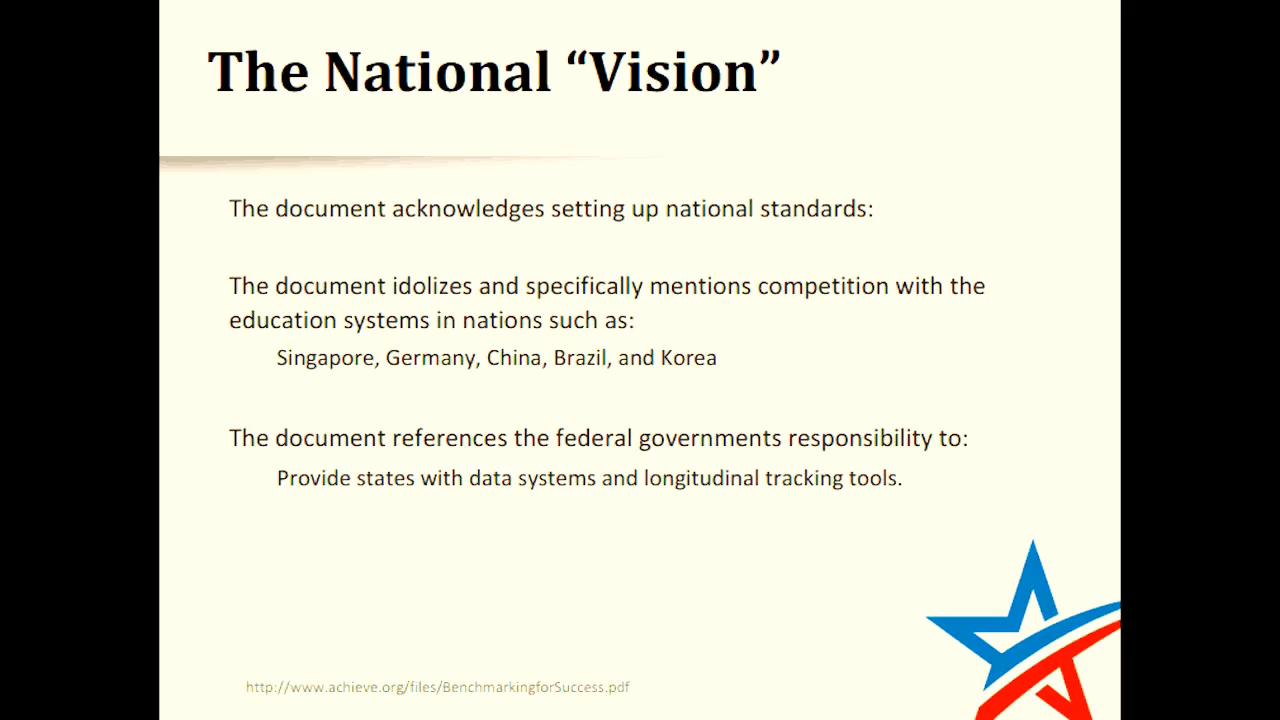 The National “Vision”
The document acknowledges setting up national standards:
The document idolizes and specifically mentions competition with the
education systems in nations such as:
Singapore, Germany, China, Brazil, and Korea
The document references the federal governments responsibility to:
Provide states with data systems and longitudinal tracking tools.
http://www.achieve.org/files/BenchmarkingforSuccess.pdf